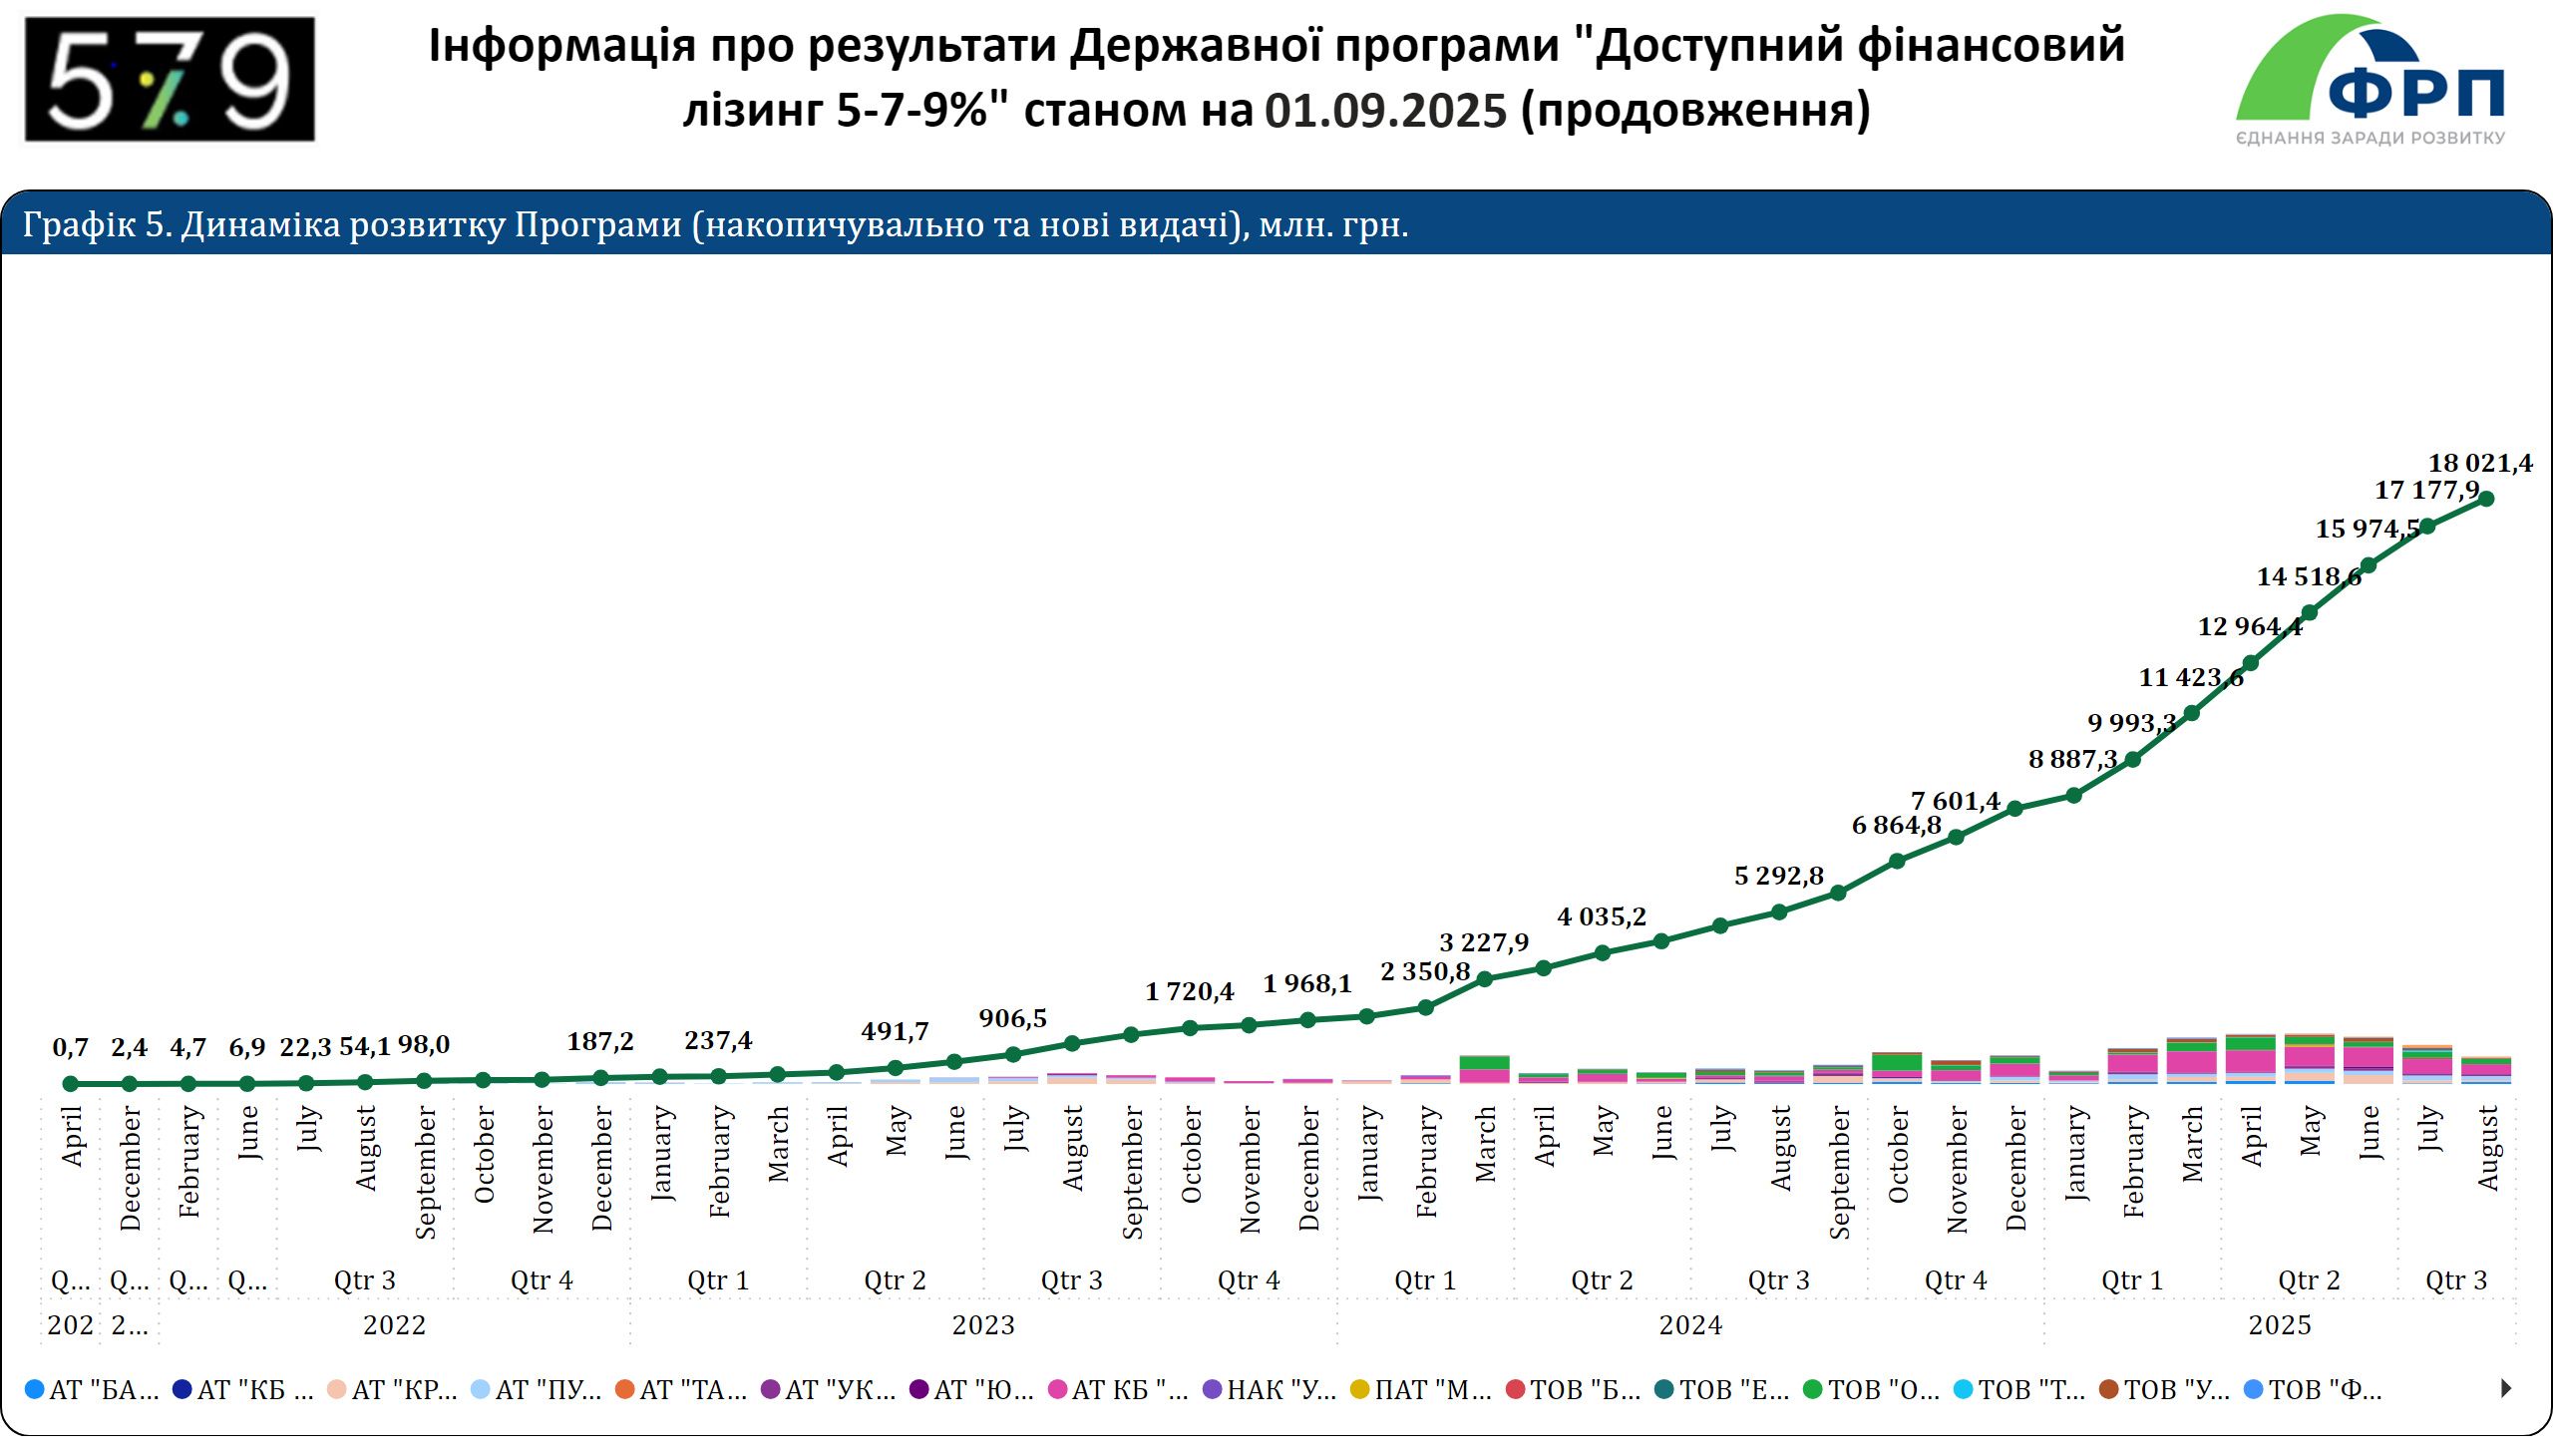 579
Інформація про результати Державної програми "Доступний фінансовий
лізинг 5-7-9%" станом на 01.09.2025 (продовження)
ФРП
ЄДНАННЯ ЗАРАДИ РОЗВИТКУ
Графік 5. Динаміка розвитку Програми (накопичувально та нові видачі), млн. грн.
18 021,4
17 177,9
15 974,5
14 518,6
12 964,4
11 423,6
9 993,3
8 887,3
7 601,4
6 864,8
5 292,8
4 035,2
3 227,9
2 350,8
1 968,1
1 720,4
906,5
491,7
0,7 2,4 4,7 6,9 22,3 54,1 98,0 187,2 237,4
April December February June July August September October November December January February March April May June July August September October November December January February March April May June July August September October November December January February March April May June July August
Q... Q... Q... Q... Qtr 3 Qtr 4 Qtr 1 Qtr 2 Qtr 3 Qtr 4 Qtr 1 Qtr 2 Qtr 3 Qtr 4 Qtr 1 Qtr 2 Qtr 3
202 2... 2022 2023 2024 2025
АТ "БА... АТ "КБ ... АТ "КР... АТ "ПУ... АТ "ТА... АТ "УК... АТ "Ю... АТ КБ "... НАК "У... ПАТ "М... ТОВ "Б... ТОВ "Е... ТОВ "О... ТОВ "Т... ТОВ "У... ТОВ "Ф...